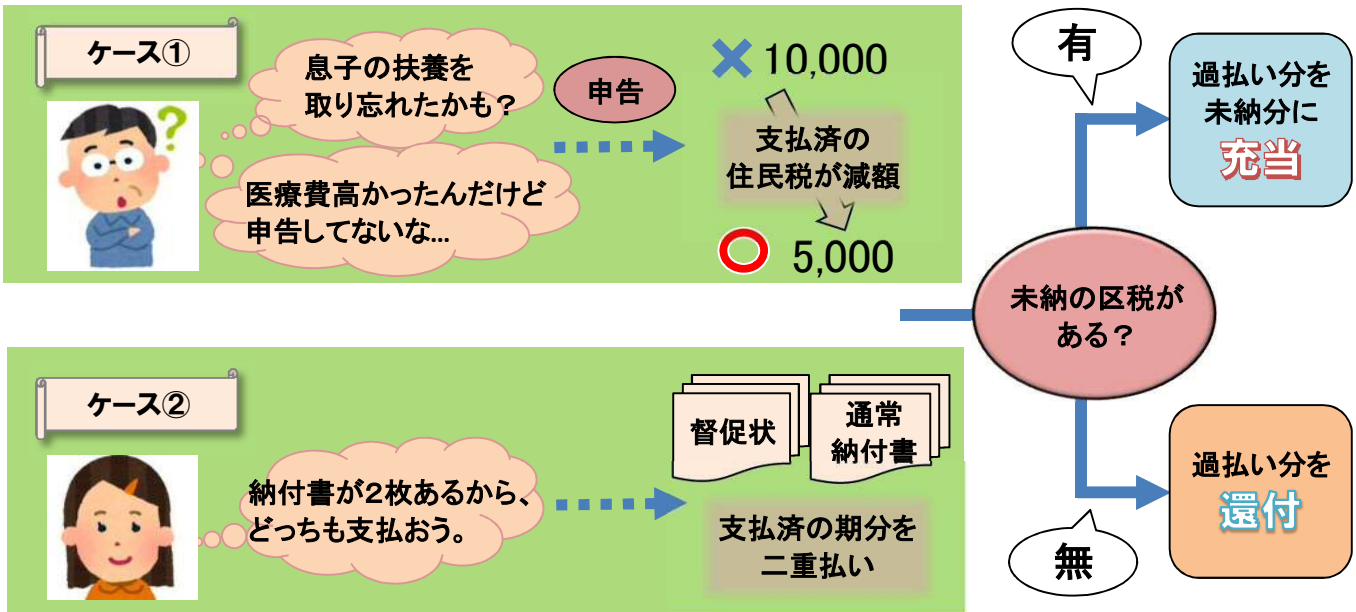 ケース①
息子の扶養を
取り忘れたかも？
医療費高かったんだけど
申告してないな…
申告
10,000
支払済の
住民税が減額
5,000
ケース②
納付書が２枚あるから、
どっちも支払おう。
督促状
通常
納付書
支払済の期分を
二重払い
未納の区税が
ある？
有
過払い分を
未納分に
充当
無
過払い分を
還付